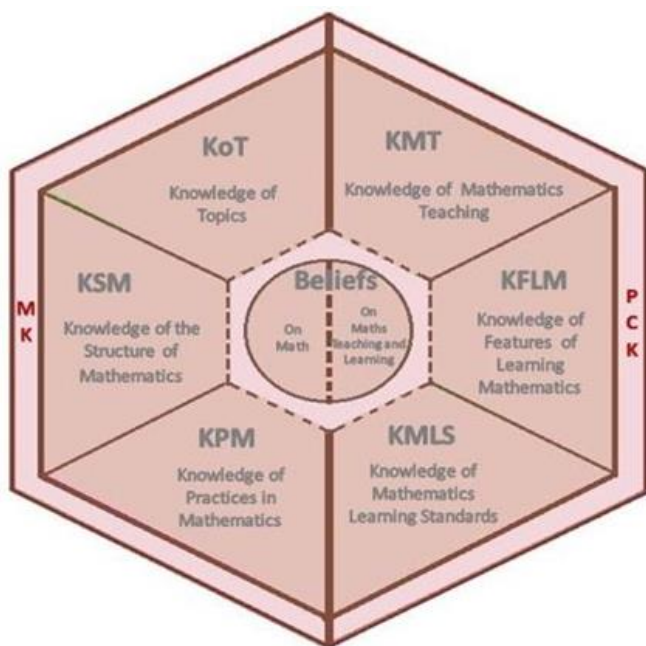 KoT
Knowledge of
Topics
KMT
Knowledge of Mathematics
Teaching
KSM
Knowledge of the
Structure of
Mathematics
Beliefs
On
Math
On
Maths
Teaching and
Learning
KFLM
Knowledge of
Features of
Learning
Mathematics
M
K
P
C
K
KPM
Knowledge of
Practices in
Mathematics
KMLS
Knowledge of
Mathematics
Learning Standards